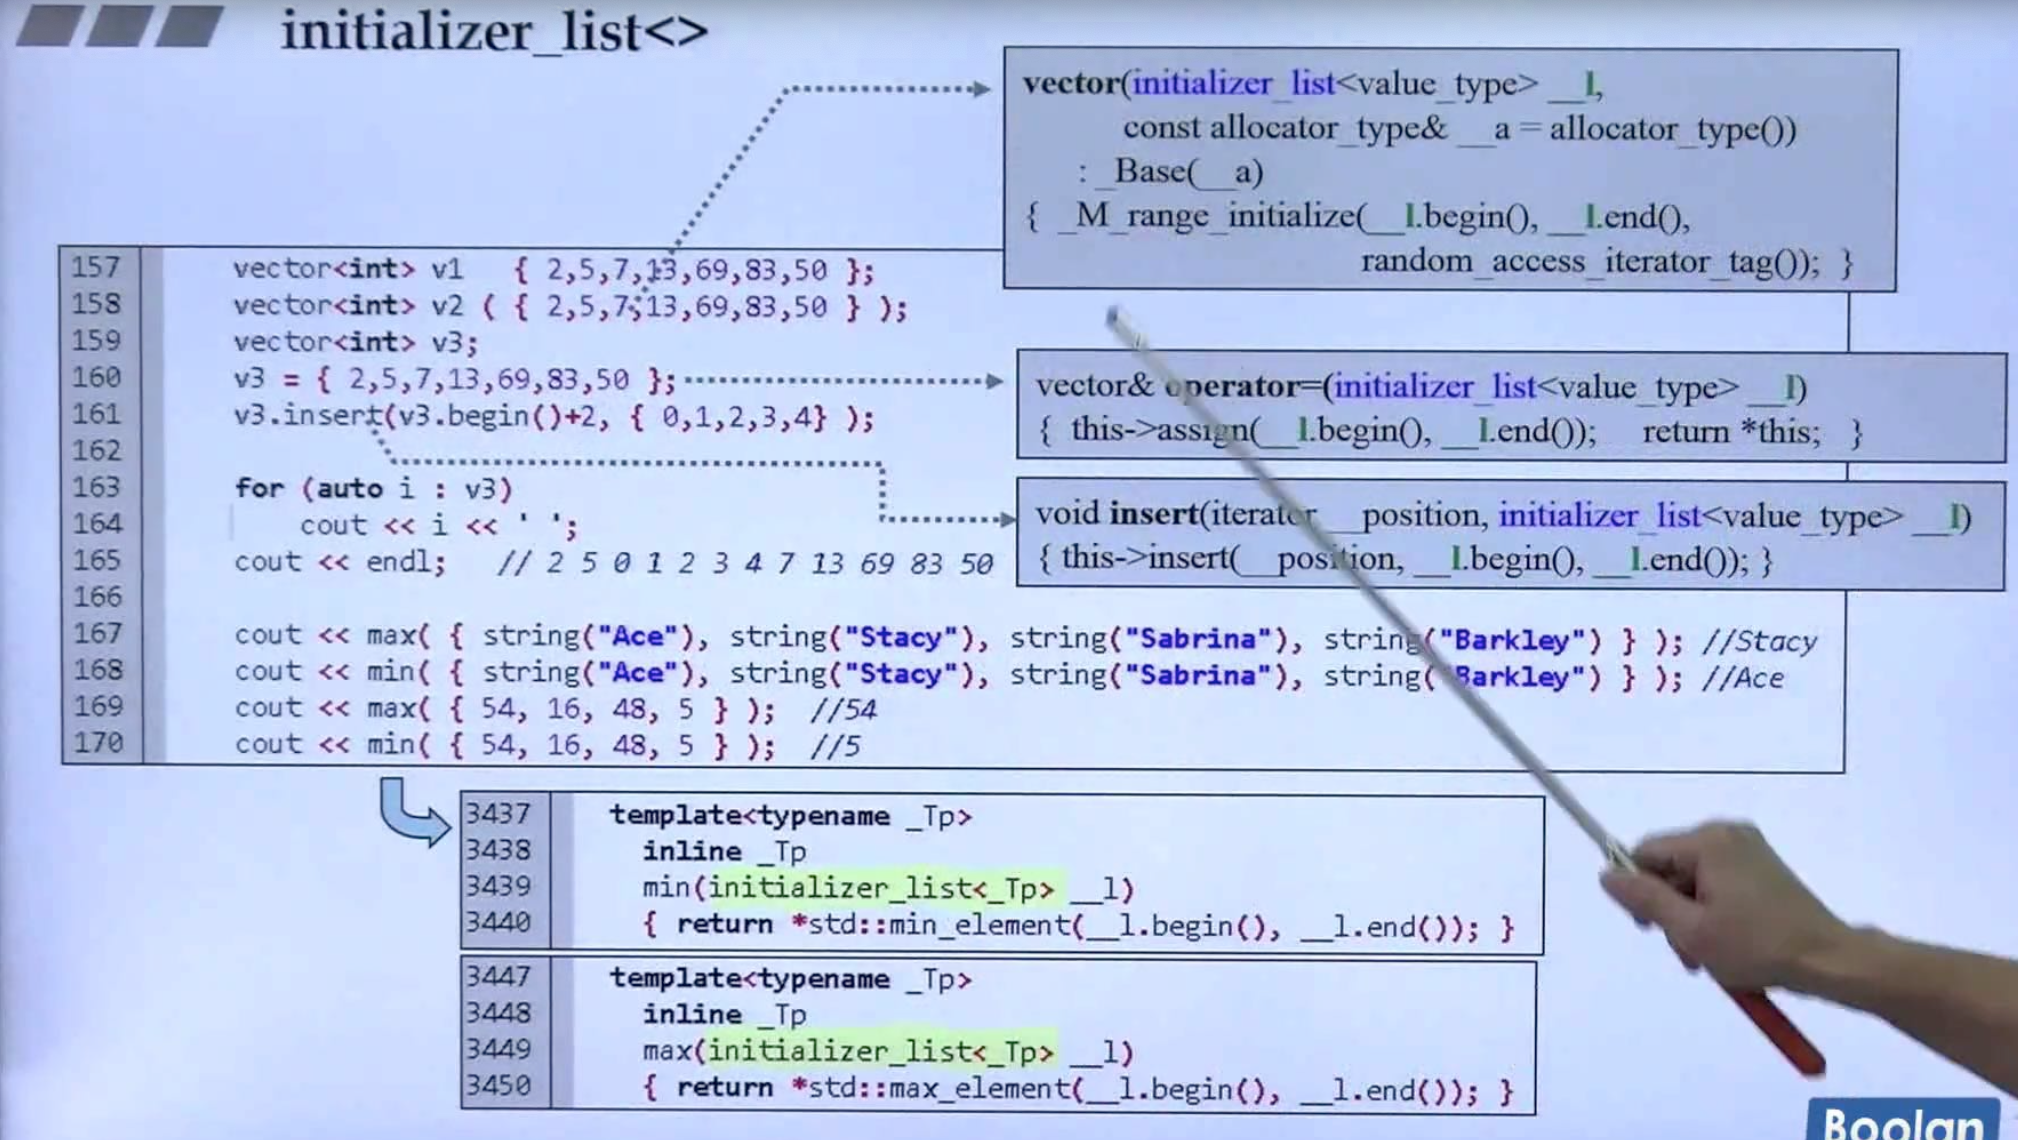 initializer_list<>
vector(initializer_list<value_type> __l,
const allocator_type& __a = allocator_type())
: _Base(__a)
{ _M_range_initialize(__l.begin(), __l.end(),
random_access_iterator_tag()); }
157 vector<int> v1 { 2,5,7,13,69,83,50 };
158 vector<int> v2 ( { 2,5,7,13,69,83,50 } );
159 vector<int> v3;
160 v3 = { 2,5,7,13,69,83,50 };
161 v3.insert(v3.begin()+2, { 0,1,2,3,4} );
162
163 for (auto i : v3)
164 cout << i << ' ';
165 cout << endl; // 2 5 0 1 2 3 4 7 13 69 83 50
166
167 cout << max( { string("Ace"), string("Stacy"), string("Sabrina"), string("Barkley") } ); //Stacy
168 cout << min( { string("Ace"), string("Stacy"), string("Sabrina"), string("Barkley") } ); //Ace
169 cout << max( { 54, 16, 48, 5 } ); //54
170 cout << min( { 54, 16, 48, 5 } ); //5
vector& operator=(initializer_list<value_type> __l)
{ this->assign(__l.begin(), __l.end()); return *this; }
void insert(iterator __position, initializer_list<value_type> __l)
{ this->insert(__position, __l.begin(), __l.end()); }
3437 template<typename _Tp>
3438 inline _Tp
3439 min(initializer_list<_Tp> __l)
3440 { return *std::min_element(__l.begin(), __l.end()); }
3447 template<typename _Tp>
3448 inline _Tp
3449 max(initializer_list<_Tp> __l)
3450 { return *std::max_element(__l.begin(), __l.end()); }
Boolan